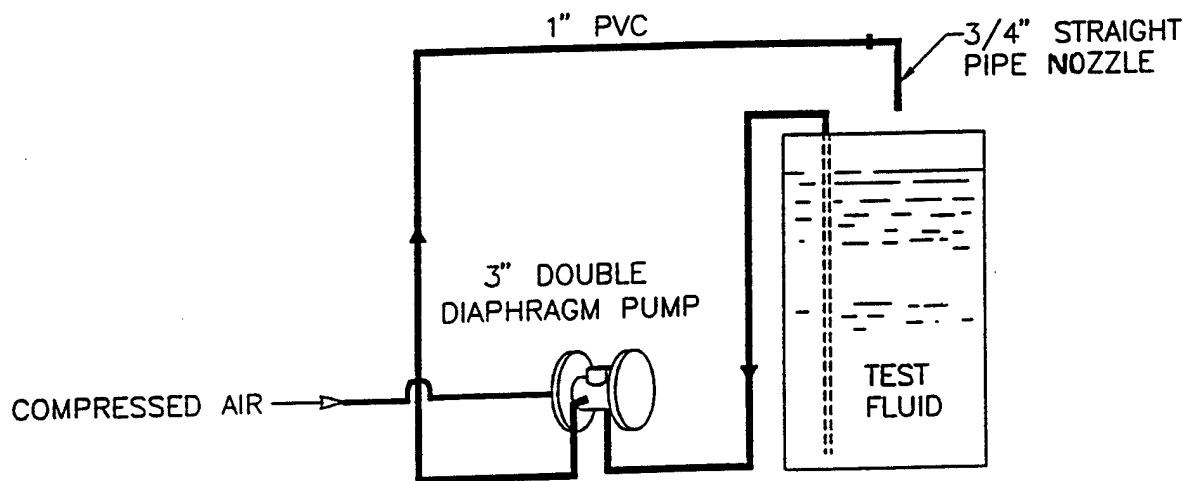 1" PVC
3/4" STRAIGHT
PIPE NOZZLE
3" DOUBLE
DIAPHRAGM PUMP
COMPRESSED AIR
TEST
FLUID